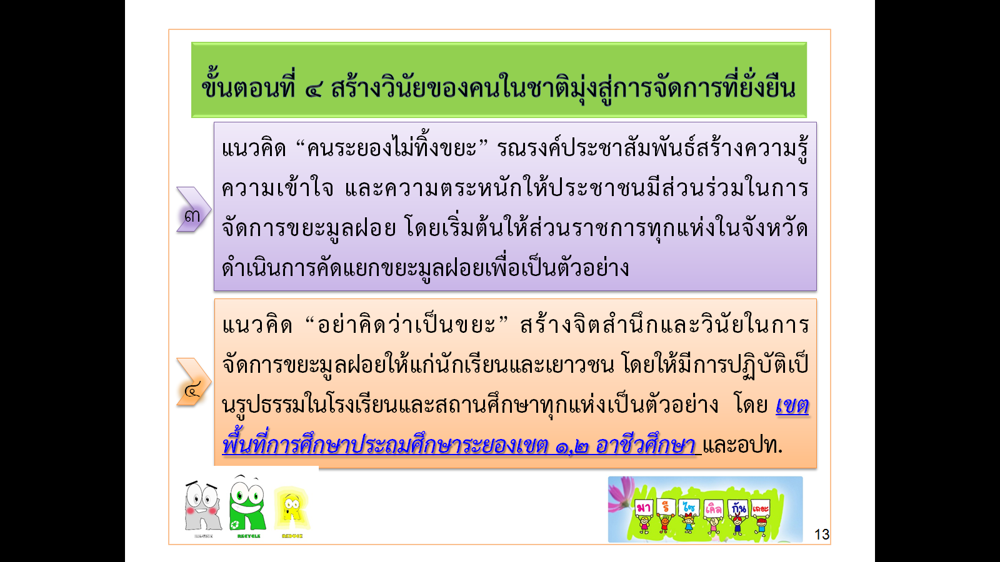 ขั้นตอนที่ ๔ สร้างวินัยของคนในชาติมุ่งสู่การจัดการที่ยั่งยืน
๓
แนวคิด “คนระยองไม่ทิ้งขยะ” รณรงค์ประชาสัมพันธ์สร้างความรู้
ความเข้าใจ และความตระหนักให้ประชาชนมีส่วนร่วมในการ
จัดการขยะมูลฝอย โดยเริ่มต้นให้ส่วนราชการทุกแห่งในจังหวัด
ดำเนินการคัดแยกขยะมูลฝอยเพื่อเป็นตัวอย่าง
๔
แนวคิด “อย่าคิดว่าเป็นขยะ” สร้างจิตสำนึกและวินัยในการ
จัดการขยะมูลฝอยให้แก่นักเรียนและเยาวชน โดยให้มีการปฏิบัติเป็
นรูปธรรมในโรงเรียนและสถานศึกษาทุกแห่งเป็นตัวอย่าง โดย เขต
พื้นที่การศึกษาประถมศึกษาระยองเขต ๑,๒ อาชีวศึกษา และอปท.
RECYCLE
REDUCE
มา รี ไซ เคิล กัน เถอะ
13